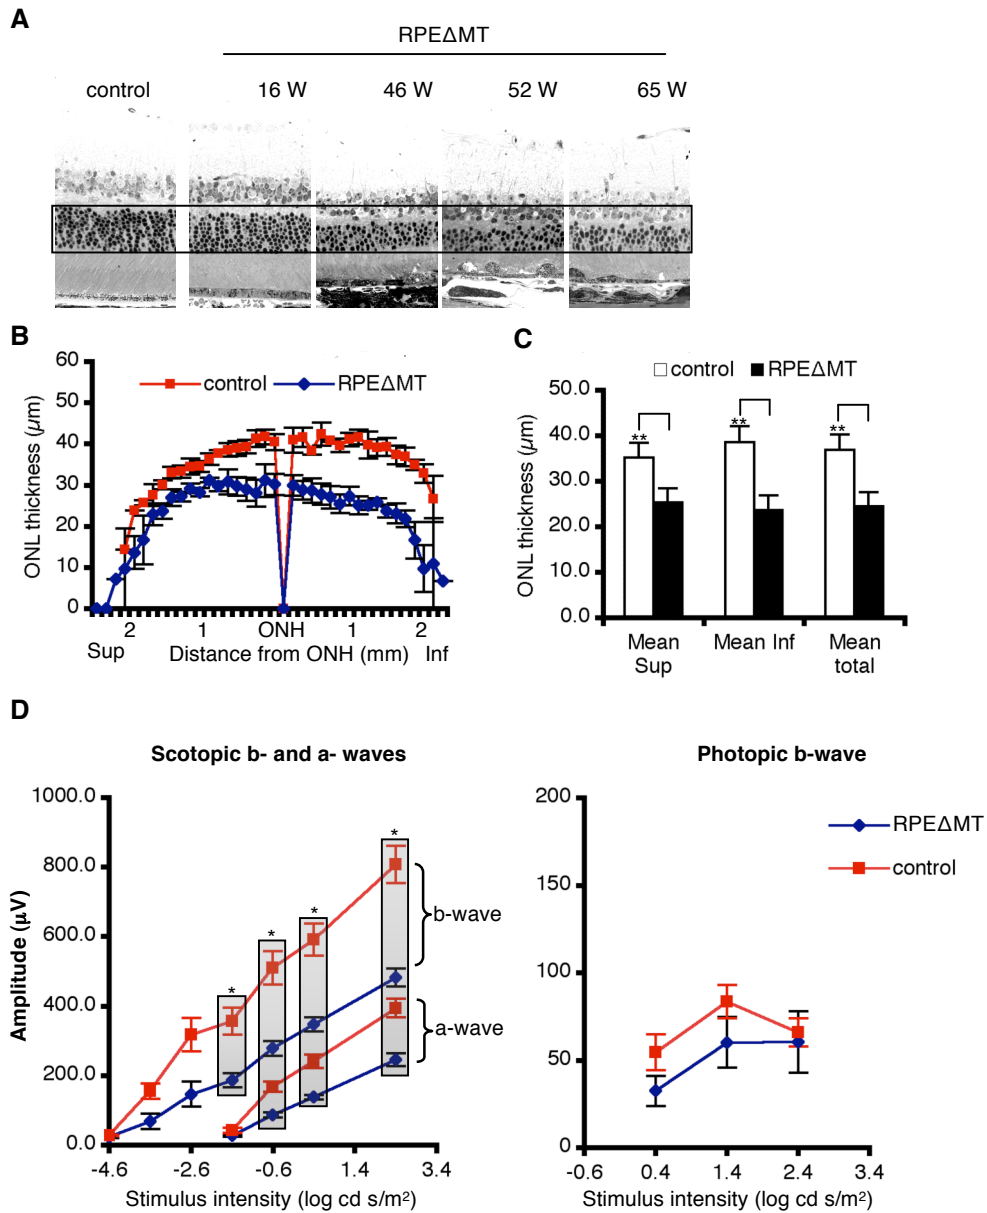 A
RPEΔMT
control 16 W 46 W 52 W 65 W
B
60
50
40
30
20
10
0
ONL thickness (µm)
control RPEΔMT
2 1 ONH 1 2
Sup Distance from ONH (mm) Inf
C
control RPEΔMT
50.0
40.0
30.0
20.0
10.0
0.0
ONL thickness (µm)
** ** **
Mean Sup
Mean Inf
Mean total
D
Scotopic b- and a- waves
1000.0
800.0
600.0
400.0
200.0
0.0
Amplitude (µV)
* * * *
b-wave
a-wave
-4.6 -2.6 -0.6 1.4 3.4
Stimulus intensity (log cd s/m²)
Photopic b-wave
200
150
100
50
0
RPEΔMT
control
-0.6 0.4 1.4 2.4 3.4
Stimulus intensity (log cd s/m²)